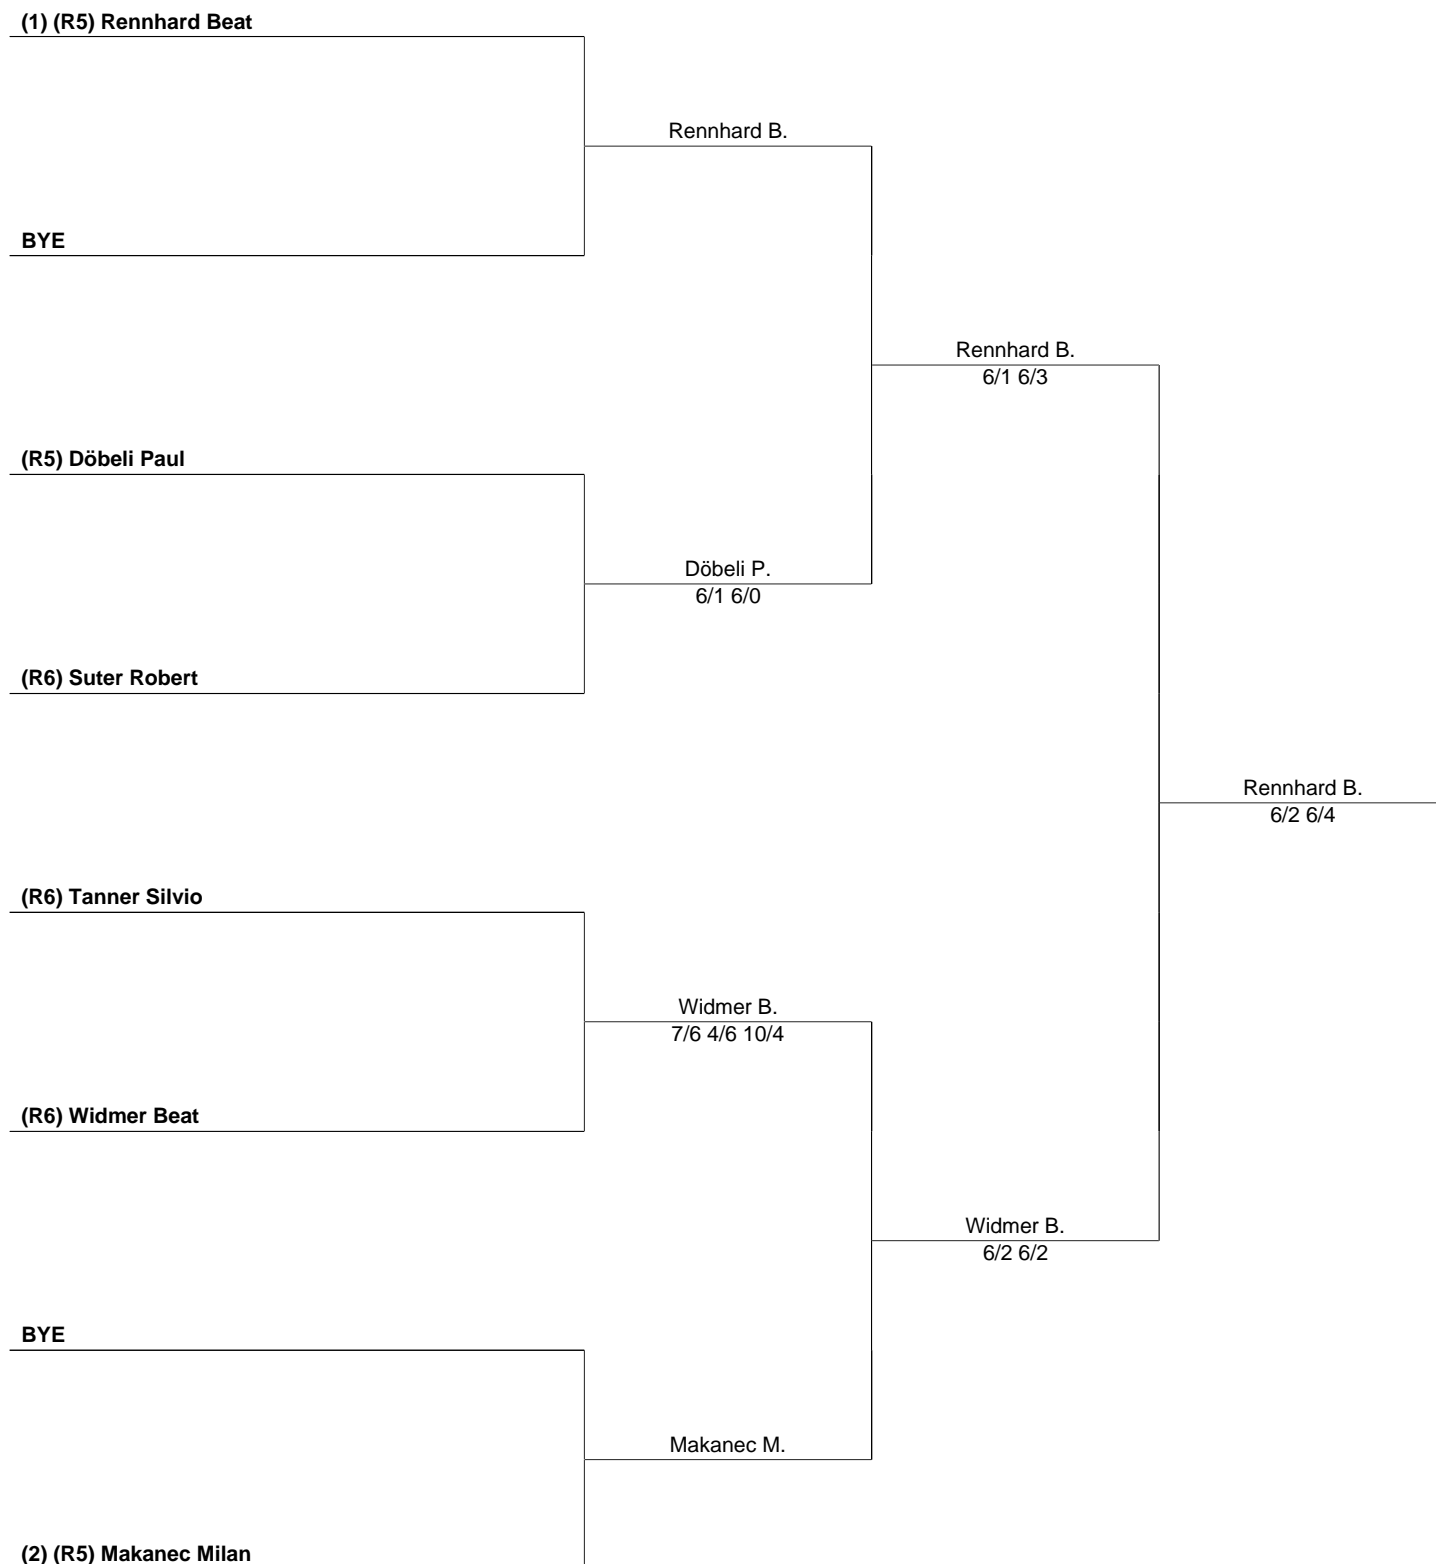 (1) (R5) Rennhard Beat
Rennhard B.
BYE
Rennhard B.
6/1 6/3
(R5) Döbeli Paul
Döbeli P.
6/1 6/0
(R6) Suter Robert
Rennhard B.
6/2 6/4
(R6) Tanner Silvio
Widmer B.
7/6 4/6 10/4
(R6) Widmer Beat
Widmer B.
6/2 6/2
BYE
Makanec M.
(2) (R5) Makanec Milan